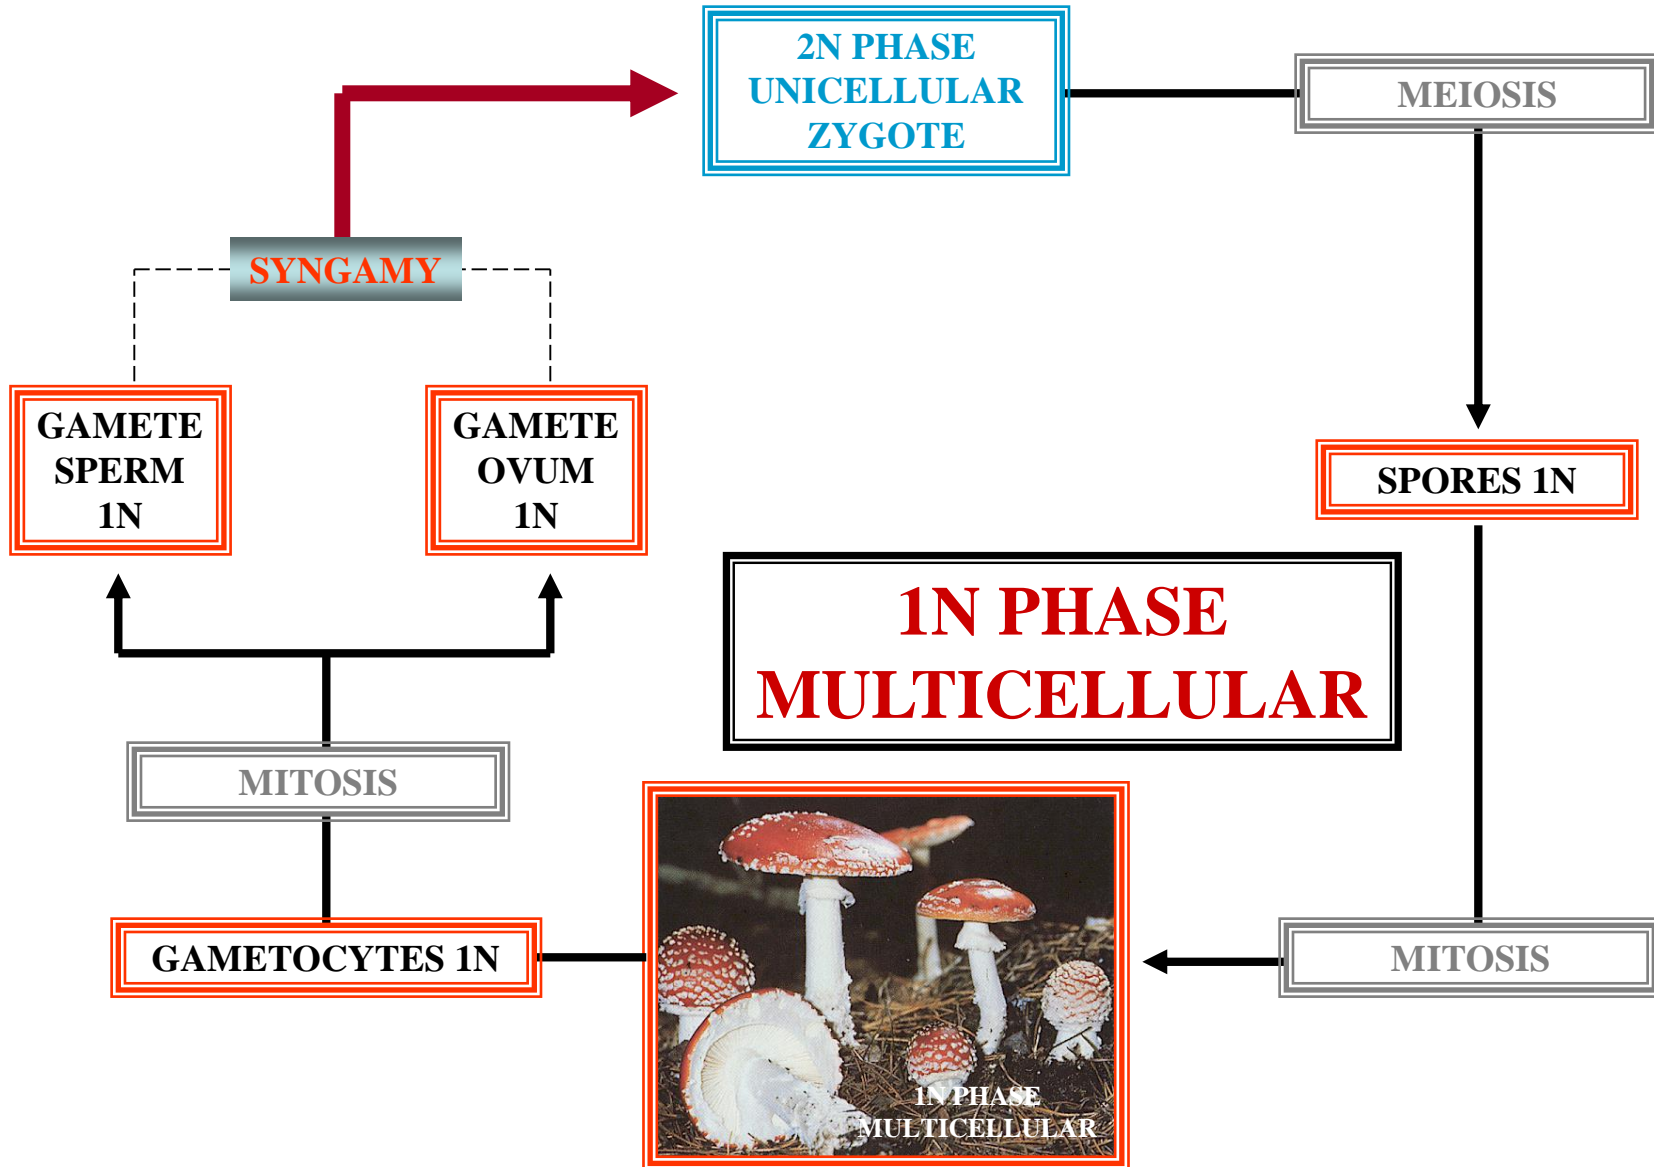 2N PHASE
UNICELLULAR
ZYGOTE
MEIOSIS
SYNGAMY
GAMETE
SPERM
1N
GAMETE
OVUM
1N
SPORES 1N
1N PHASE
MULTICELLULAR
MITOSIS
GAMETOCYTES 1N
MITOSIS
1N PHASE
MULTICELLULAR